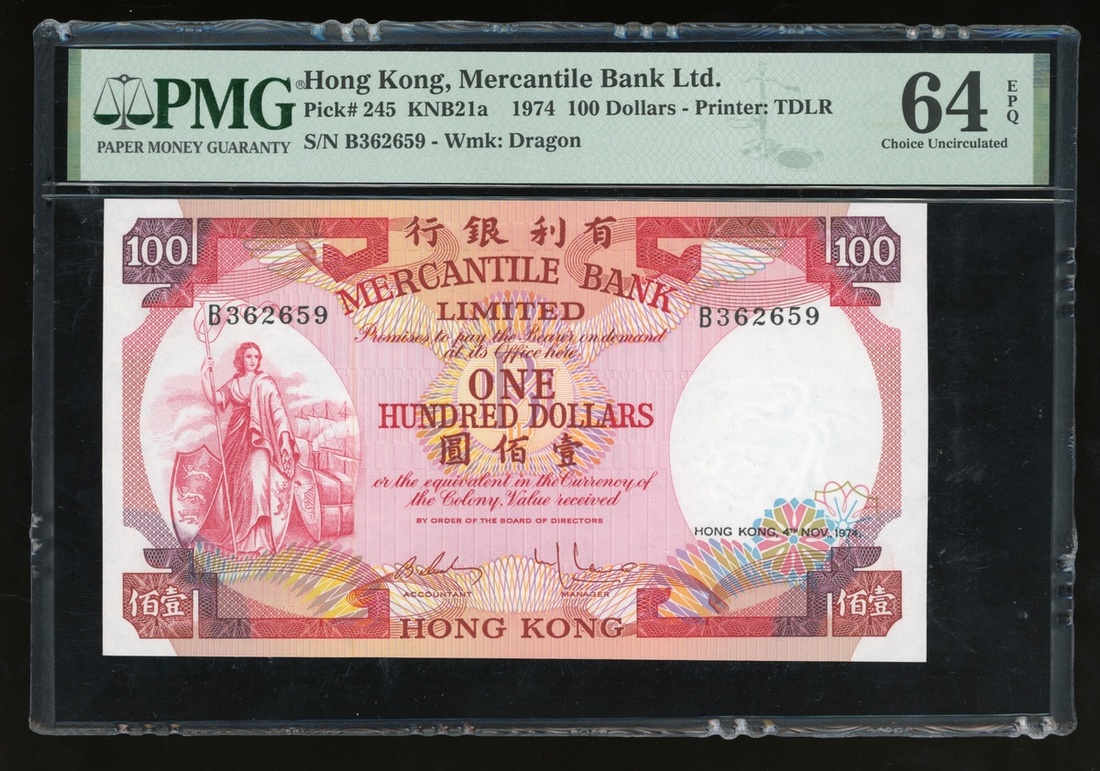 PMG®
PAPER MONEY GUARANTY
Hong Kong, Mercantile Bank Ltd.
Pick# 245 KNB21a 1974 100 Dollars - Printer: TDLR
S/N B362659 - Wmk: Dragon
64 EPQ
Choice Uncirculated
行銀利有
100 100
MERCANTILE BANK
LIMITED
B362659 B362659
Promises to pay the Bearer on demand
at its Office here
ONE
HUNDRED DOLLARS
圓佰壹
or the equivalent in the Currency of
the Colony, Value received
BY ORDER OF THE BOARD OF DIRECTORS
HONG KONG, 4TH NOV. 1974.
ACCOUNTANT MANAGER
佰壹 佰壹
HONG KONG